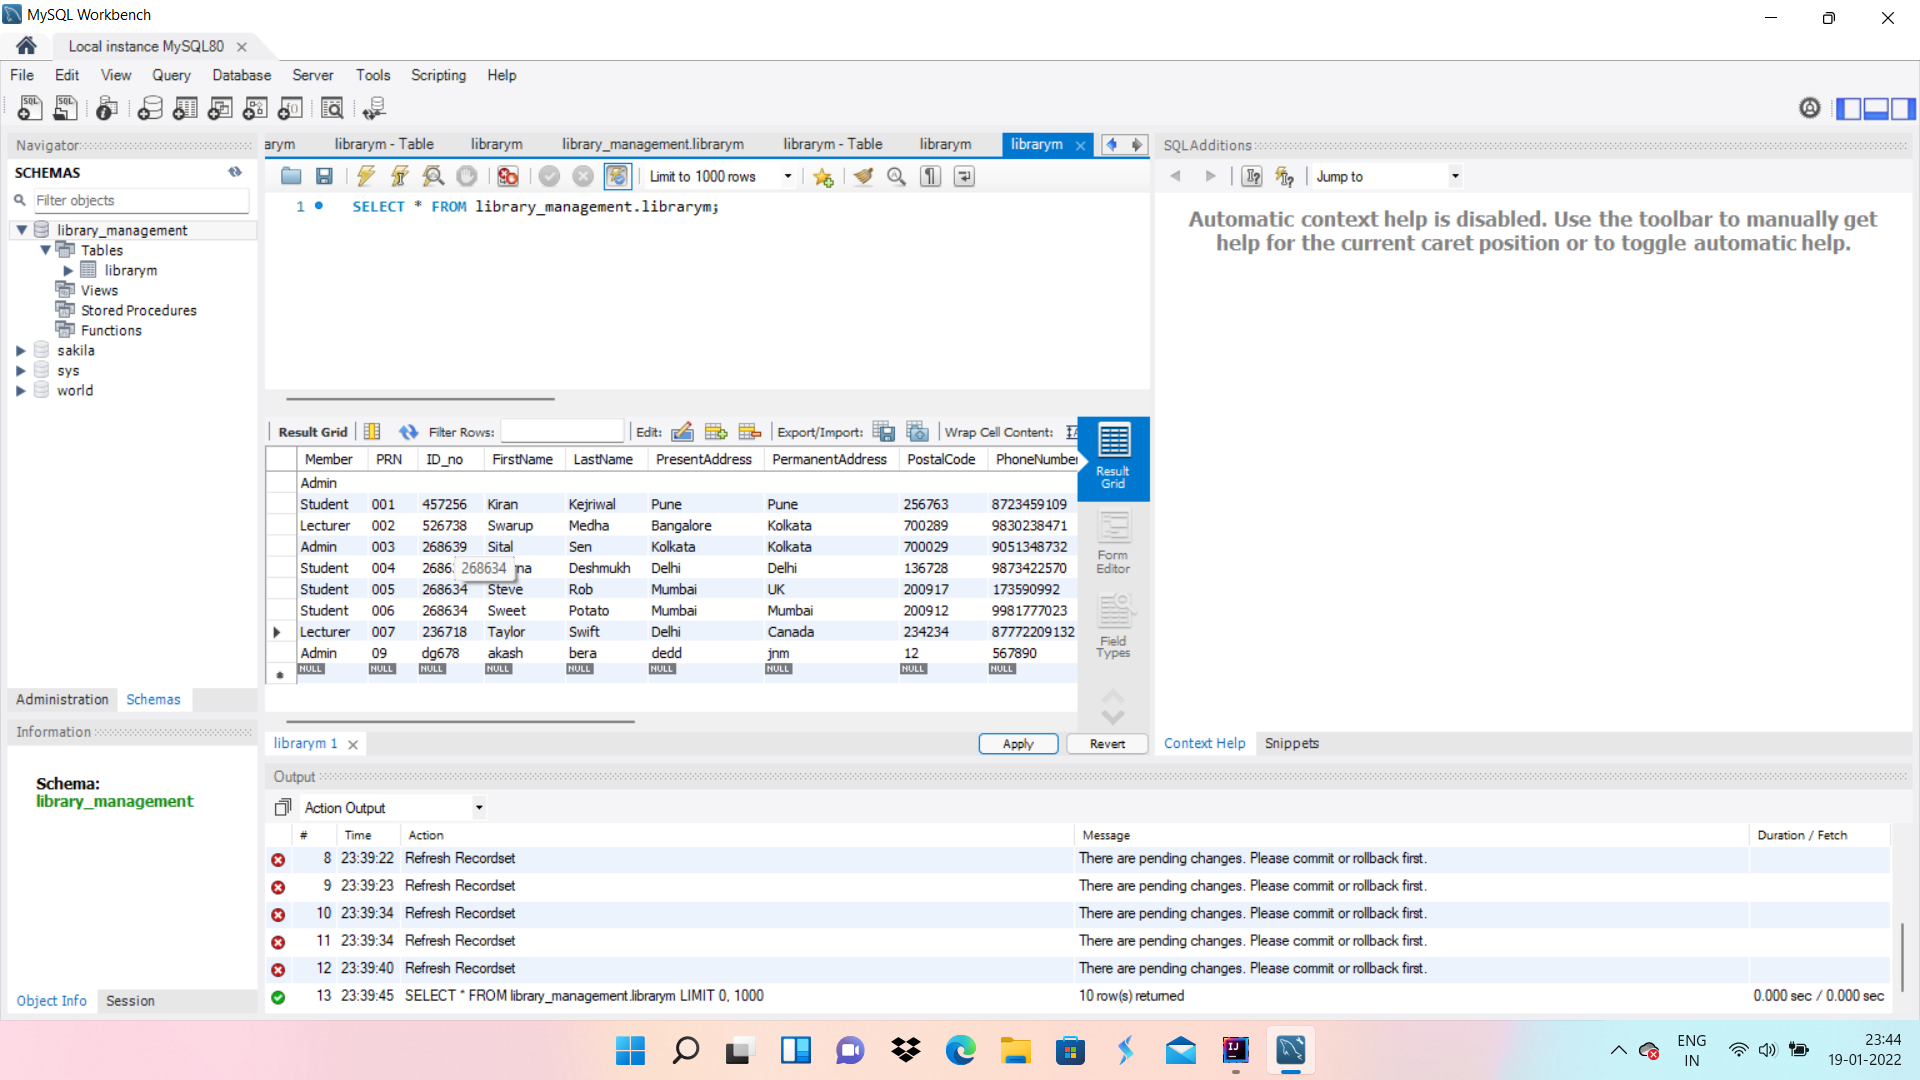 MySQL Workbench
Local instance MySQL80
File Edit View Query Database Server Tools Scripting Help
Navigator
SCHEMAS
Filter objects
library_management
Tables
librarym
Views
Stored Procedures
Functions
sakila
sys
world
Administration Schemas
Information
Schema:
library_management
Object Info Session
arym librarym - Table librarym library_management.librarym librarym - Table librarym librarym
Limit to 1000 rows
1 SELECT * FROM library_management.librarym;
Result Grid Filter Rows: Edit: Export/Import: Wrap Cell Content:
Member PRN ID_no FirstName LastName PresentAddress PermanentAddress PostalCode PhoneNumber
Admin
Student 001 457256 Kiran Kejriwal Pune Pune 256763 8723459109
Lecturer 002 526738 Swarup Medha Bangalore Kolkata 700289 9830238471
Admin 003 268639 Sital Sen Kolkata Kolkata 700029 9051348732
Student 004 2686 268634 na Deshmukh Delhi Delhi 136728 9873422570
Student 005 268634 Steve Rob Mumbai UK 200917 173590992
Student 006 268634 Sweet Potato Mumbai Mumbai 200912 9981777023
Lecturer 007 236718 Taylor Swift Delhi Canada 234234 87772209132
Admin 09 dg678 akash bera dedd jnm 12 567890
NULL NULL NULL NULL NULL NULL NULL NULL NULL
Result
Grid
Form
Editor
Field
Types
librarym 1
Apply Revert
SQLAdditions
Jump to
Automatic context help is disabled. Use the toolbar to manually get
help for the current caret position or to toggle automatic help.
Context Help Snippets
Output
Action Output
# Time Action Message Duration / Fetch
8 23:39:22 Refresh Recordset There are pending changes. Please commit or rollback first.
9 23:39:23 Refresh Recordset There are pending changes. Please commit or rollback first.
10 23:39:34 Refresh Recordset There are pending changes. Please commit or rollback first.
11 23:39:34 Refresh Recordset There are pending changes. Please commit or rollback first.
12 23:39:40 Refresh Recordset There are pending changes. Please commit or rollback first.
13 23:39:45 SELECT * FROM library_management.librarym LIMIT 0, 1000 10 row(s) returned 0.000 sec / 0.000 sec
ENG
IN
23:44
19-01-2022